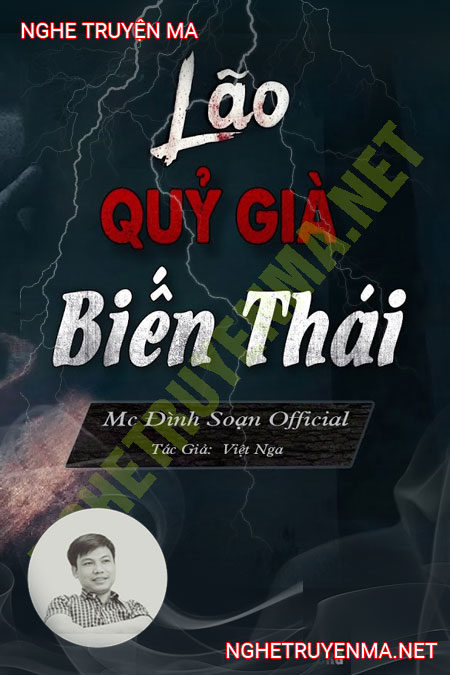 NGHE TRUYỆN MA
Lão
QUỶ GIÀ
Biến Thái
Mc Đình Soạn Official
Tác Giả: Việt Nga
NGHETRUYENMA.NET
NGHETRUYENMA.NET